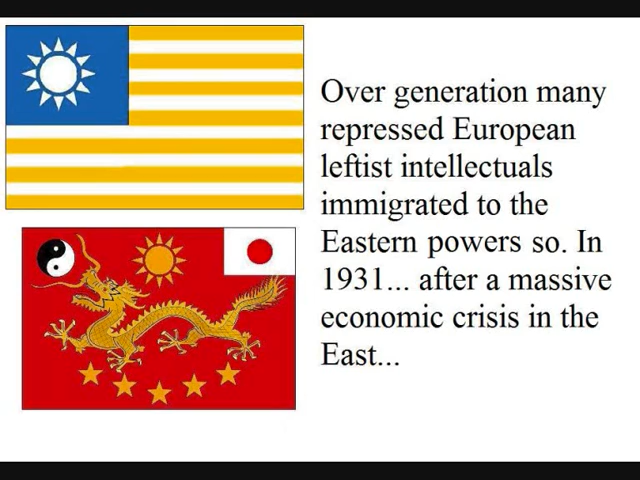 Over generation many
repressed European
leftist intellectuals
immigrated to the
Eastern powers so. In
1931... after a massive
economic crisis in the
East...